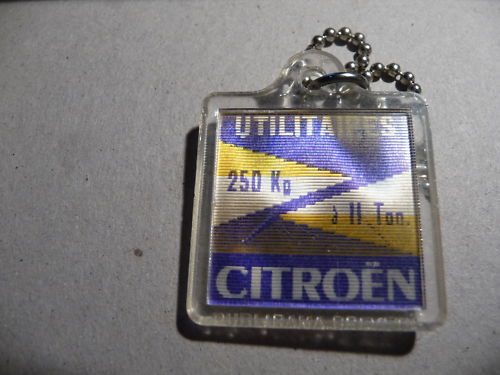 UTILITAIRES
250 Kg
à 11 Ton.
CITROËN